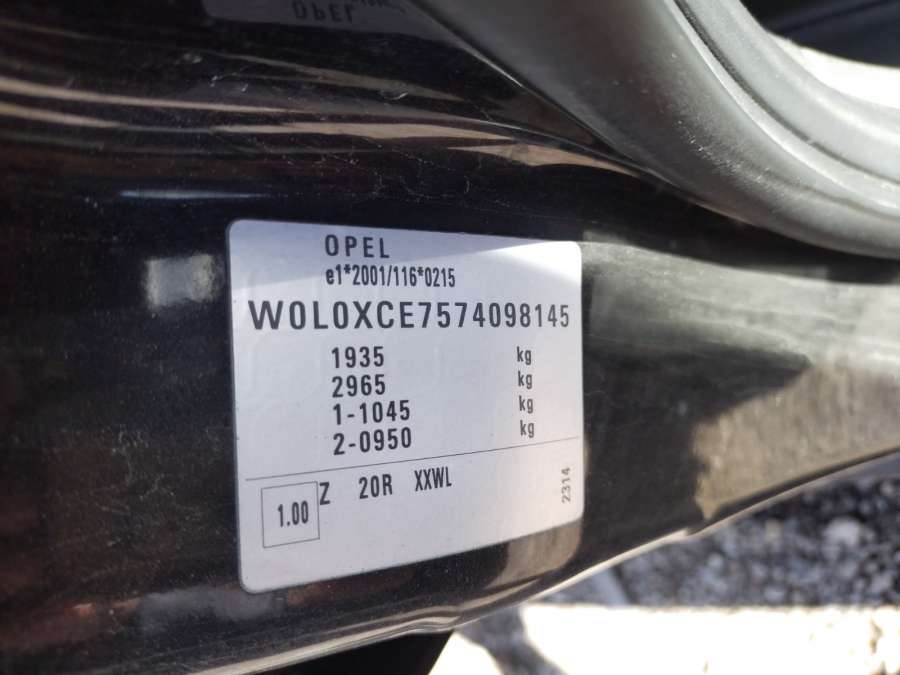 OPEL
e1*2001/116*0215
W0L0XCE7574098145
1935 kg
2965 kg
1-1045 kg
2-0950 kg
1.00 Z 20R XXWL
2314